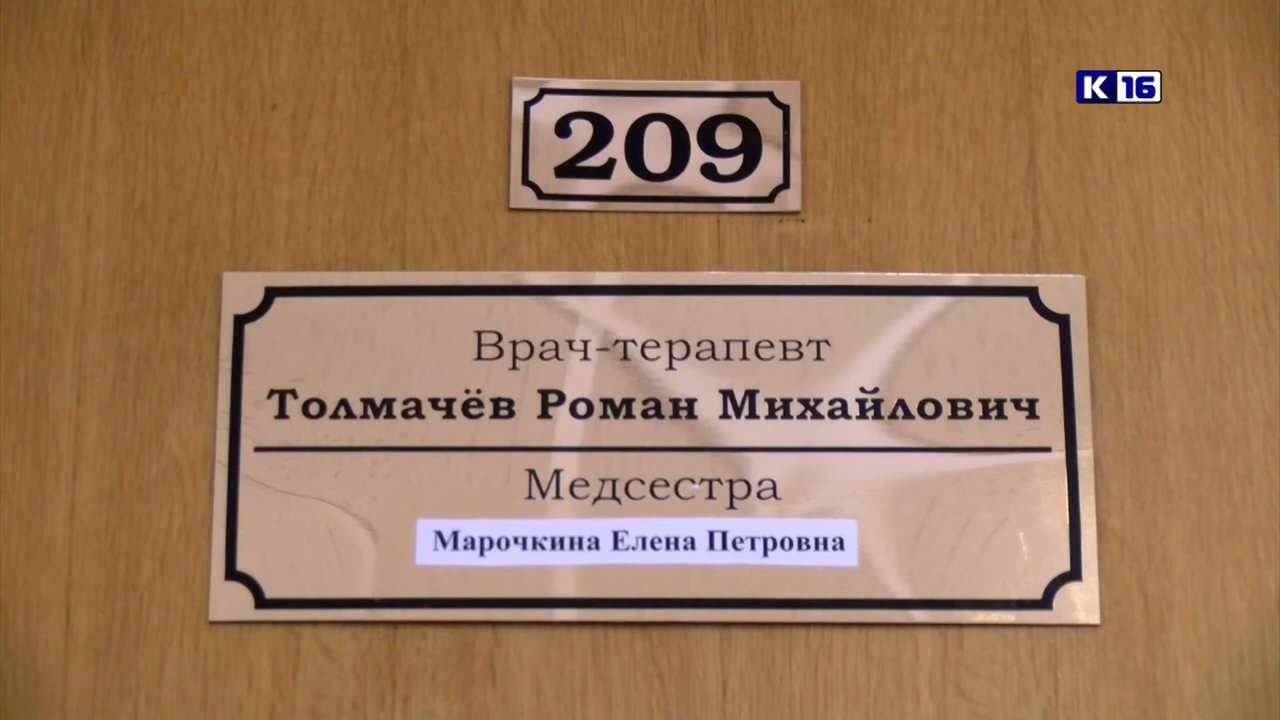 209
К 16
Врач-терапевт
Толмачёв Роман Михайлович
Медсестра
Марочкина Елена Петровна